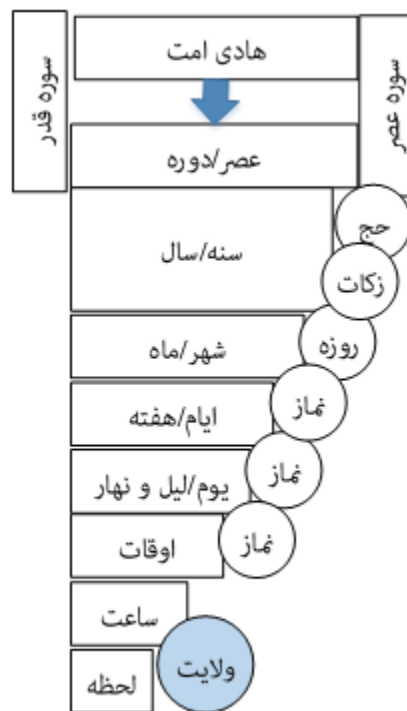 هادی امت
سوره عصر
سوره قدر
عصر/دوره
حج
سنه/سال
زکات
شهر/ماه
روزه
ایام/هفته
نماز
یوم/لیل و نهار
نماز
اوقات
نماز
ساعت
ولایت
لحظه